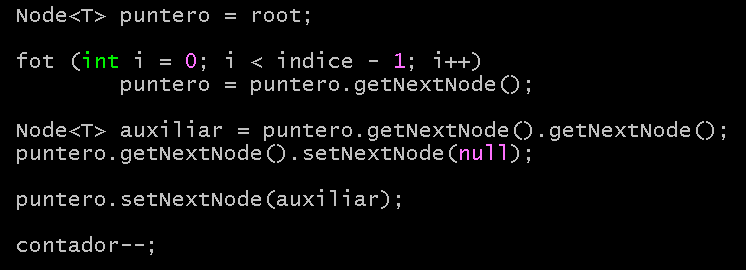 Node<T> puntero = root;
fot (int i = 0; i < indice - 1; i++)
puntero = puntero.getNextNode();
Node<T> auxiliar = puntero.getNextNode().getNextNode();
puntero.getNextNode().setNextNode(null);
puntero.setNextNode(auxiliar);
contador--;